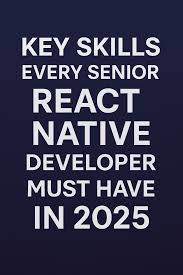 KEY SKILLS
EVERY SENIOR
REACT
NATIVE
DEVELOPER
MUST HAVE
IN 2025